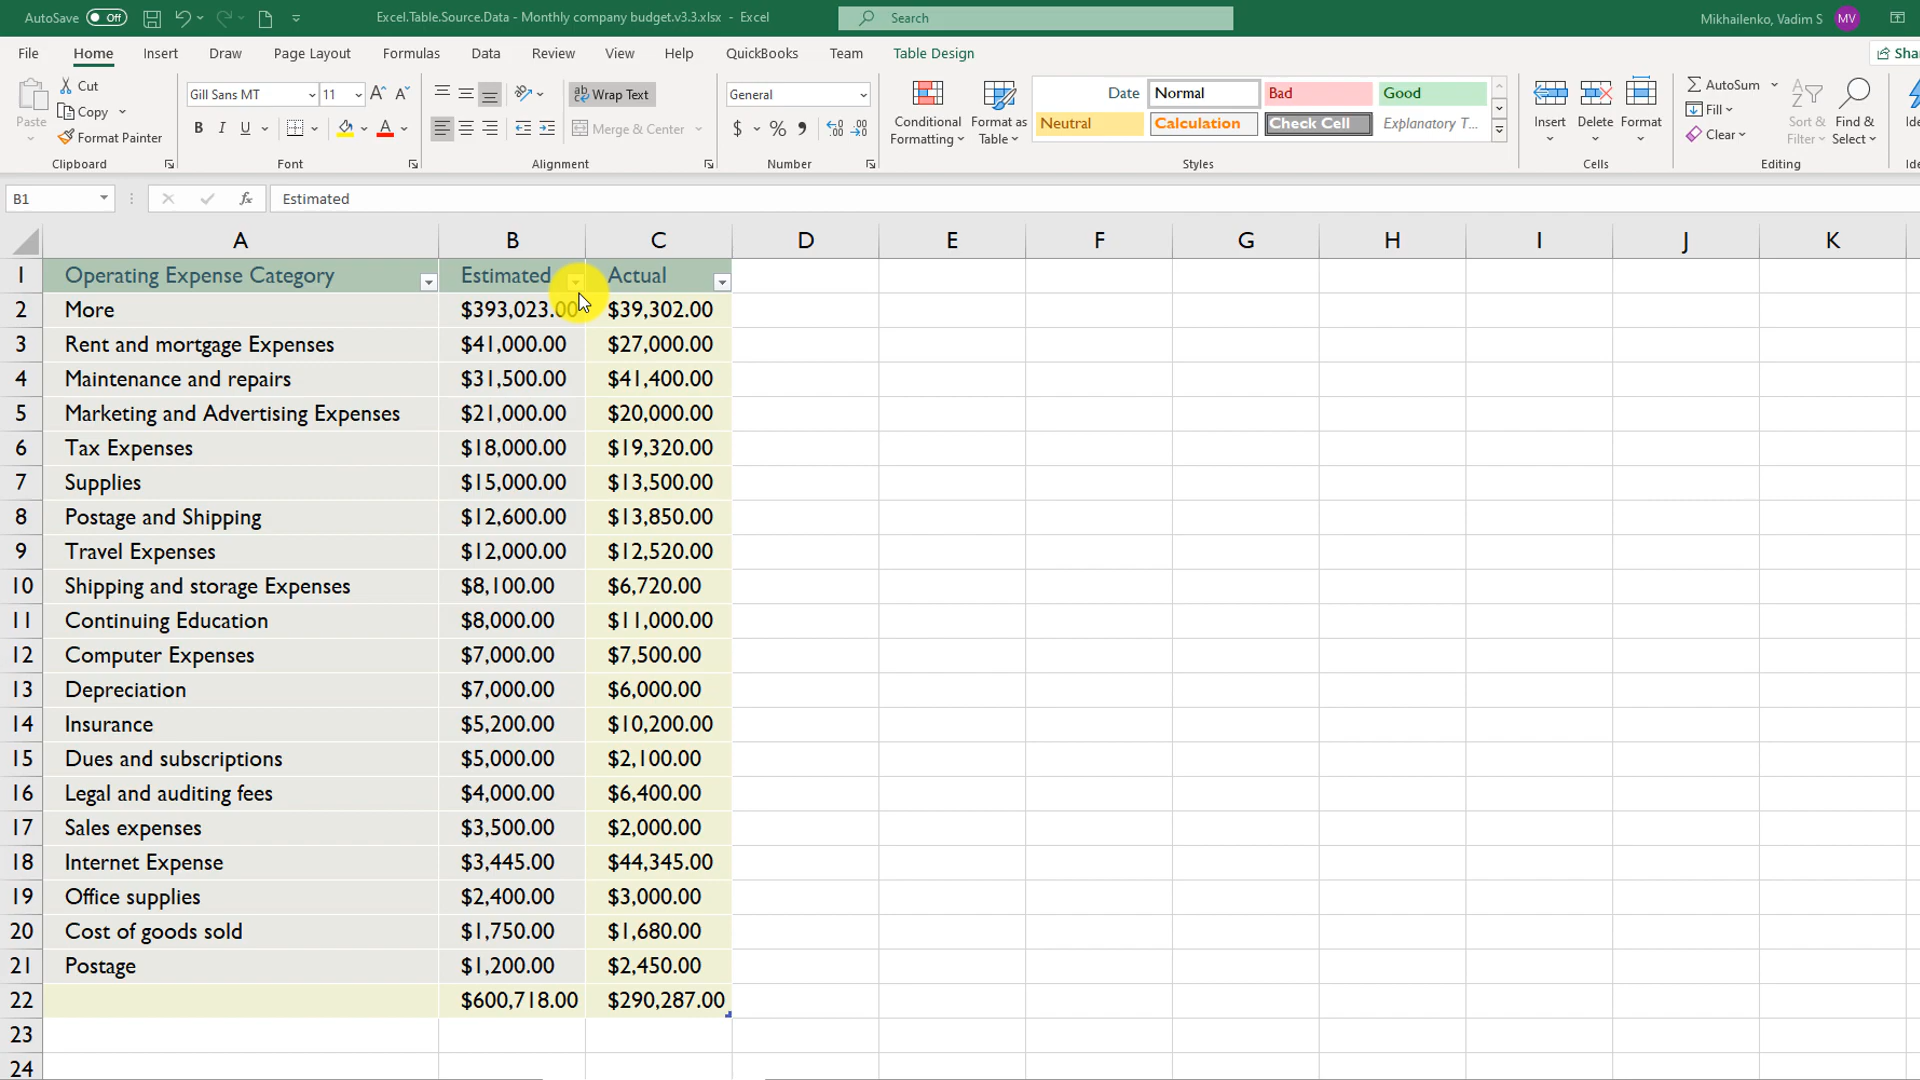 AutoSave Off Excel.Table.Source.Data - Monthly company budget.v3.3.xlsx - Excel Search Mikhailenko, Vadim S MV
File Home Insert Draw Page Layout Formulas Data Review View Help QuickBooks Team Table Design
Paste Cut Copy Format Painter Clipboard
Gill Sans MT 11 B I U Font
Wrap Text Merge & Center Alignment
General $ % Number
Conditional Formatting Format as Table
Date Normal Bad Good
Neutral Calculation Check Cell Explanatory T...
Styles
Insert Delete Format Cells
AutoSum Fill Clear Sort & Filter Find & Select Editing
B1 fx Estimated
A B C D E F G H I J K
1 Operating Expense Category Estimated Actual
2 More $393,023.00 $39,302.00
3 Rent and mortgage Expenses $41,000.00 $27,000.00
4 Maintenance and repairs $31,500.00 $41,400.00
5 Marketing and Advertising Expenses $21,000.00 $20,000.00
6 Tax Expenses $18,000.00 $19,320.00
7 Supplies $15,000.00 $13,500.00
8 Postage and Shipping $12,600.00 $13,850.00
9 Travel Expenses $12,000.00 $12,520.00
10 Shipping and storage Expenses $8,100.00 $6,720.00
11 Continuing Education $8,000.00 $11,000.00
12 Computer Expenses $7,000.00 $7,500.00
13 Depreciation $7,000.00 $6,000.00
14 Insurance $5,200.00 $10,200.00
15 Dues and subscriptions $5,000.00 $2,100.00
16 Legal and auditing fees $4,000.00 $6,400.00
17 Sales expenses $3,500.00 $2,000.00
18 Internet Expense $3,445.00 $44,345.00
19 Office supplies $2,400.00 $3,000.00
20 Cost of goods sold $1,750.00 $1,680.00
21 Postage $1,200.00 $2,450.00
22 $600,718.00 $290,287.00
23
24